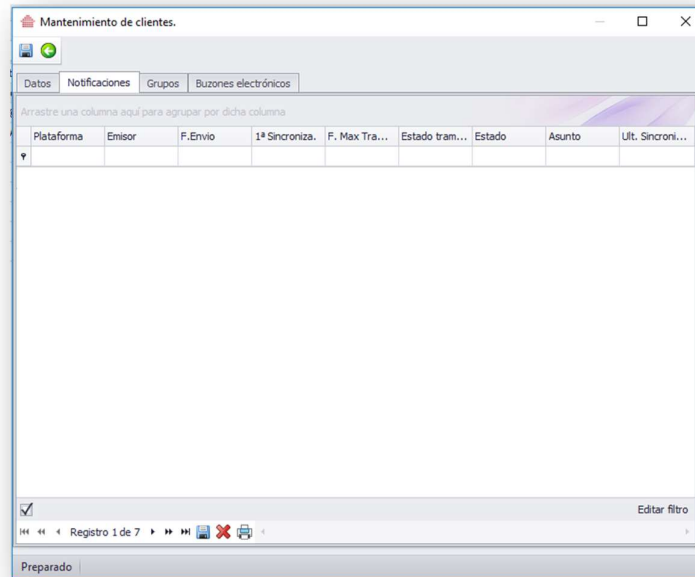 Mantenimiento de clientes.
Datos Notificaciones Grupos Buzones electrónicos
Arrastre una columna aquí para agrupar por dicha columna
Plataforma Emisor F.Envio 1ª Sincroniza. F. Max Tra... Estado tram... Estado Asunto Ult. Sincroni...
Editar filtro
Registro 1 de 7
Preparado